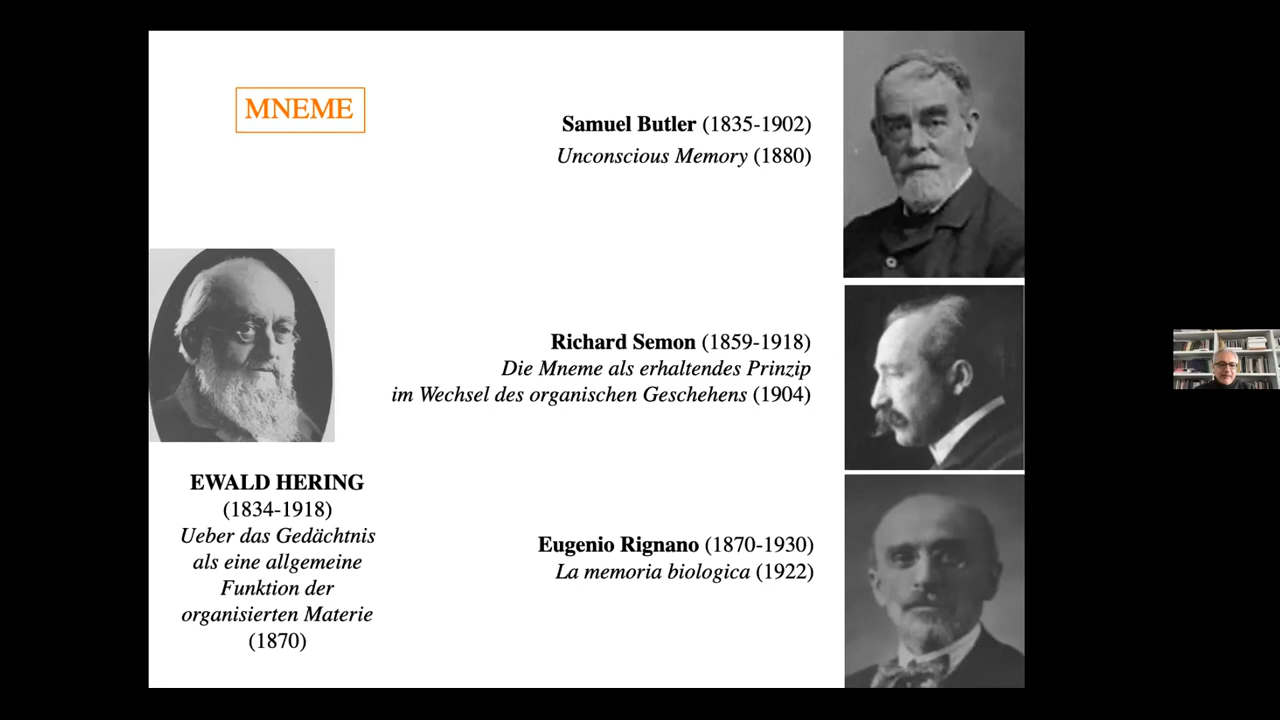 MNEME
Samuel Butler (1835-1902)
Unconscious Memory (1880)
Richard Semon (1859-1918)
Die Mneme als erhaltendes Prinzip
im Wechsel des organischen Geschehens (1904)
EWALD HERING
(1834-1918)
Ueber das Gedächtnis
als eine allgemeine
Funktion der
organisierten Materie
(1870)
Eugenio Rignano (1870-1930)
La memoria biologica (1922)